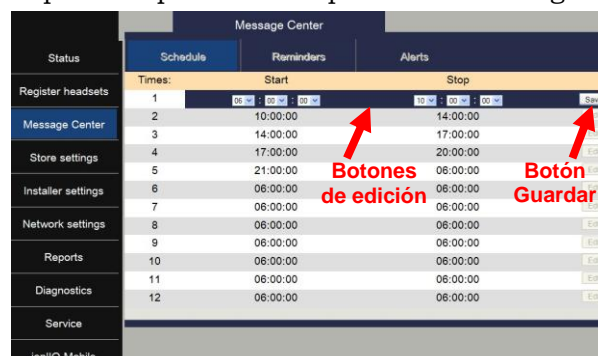 Message Center
Status
Schedule Reminders Alerts
Times: Start Stop
Register headsets
1 06 : 00 : 00 10 : 00 : 00
Message Center
2 10:00:00 14:00:00
3 14:00:00 17:00:00
Store settings
4 17:00:00 20:00:00
5 21:00:00 06:00:00
Botones de edición
Botón Guardar
Installer settings
6 06:00:00 06:00:00
7 06:00:00 06:00:00
Network settings
8 06:00:00 06:00:00
9 06:00:00 06:00:00
Reports
10 06:00:00 06:00:00
11 06:00:00 06:00:00
Diagnostics
12 06:00:00 06:00:00
Service